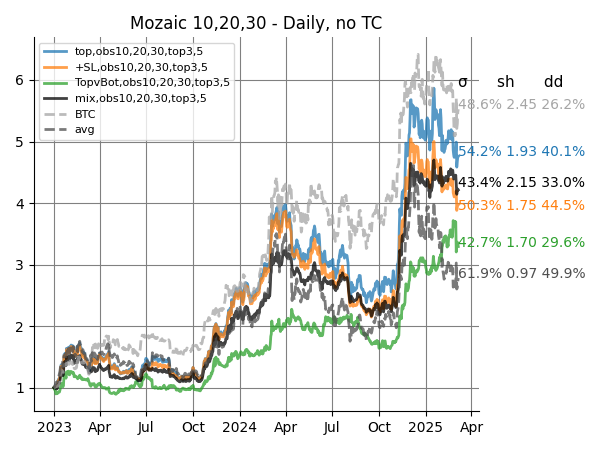 Mozaic 10,20,30 - Daily, no TC
top,obs10,20,30,top3,5
+SL,obs10,20,30,top3,5
TopvBot,obs10,20,30,top3,5
mix,obs10,20,30,top3,5
BTC
avg
σ sh dd
48.6% 2.45 26.2%
54.2% 1.93 40.1%
43.4% 2.15 33.0%
50.3% 1.75 44.5%
42.7% 1.70 29.6%
61.9% 0.97 49.9%
6
5
4
3
2
1
2023 Apr Jul Oct 2024 Apr Jul Oct 2025 Apr